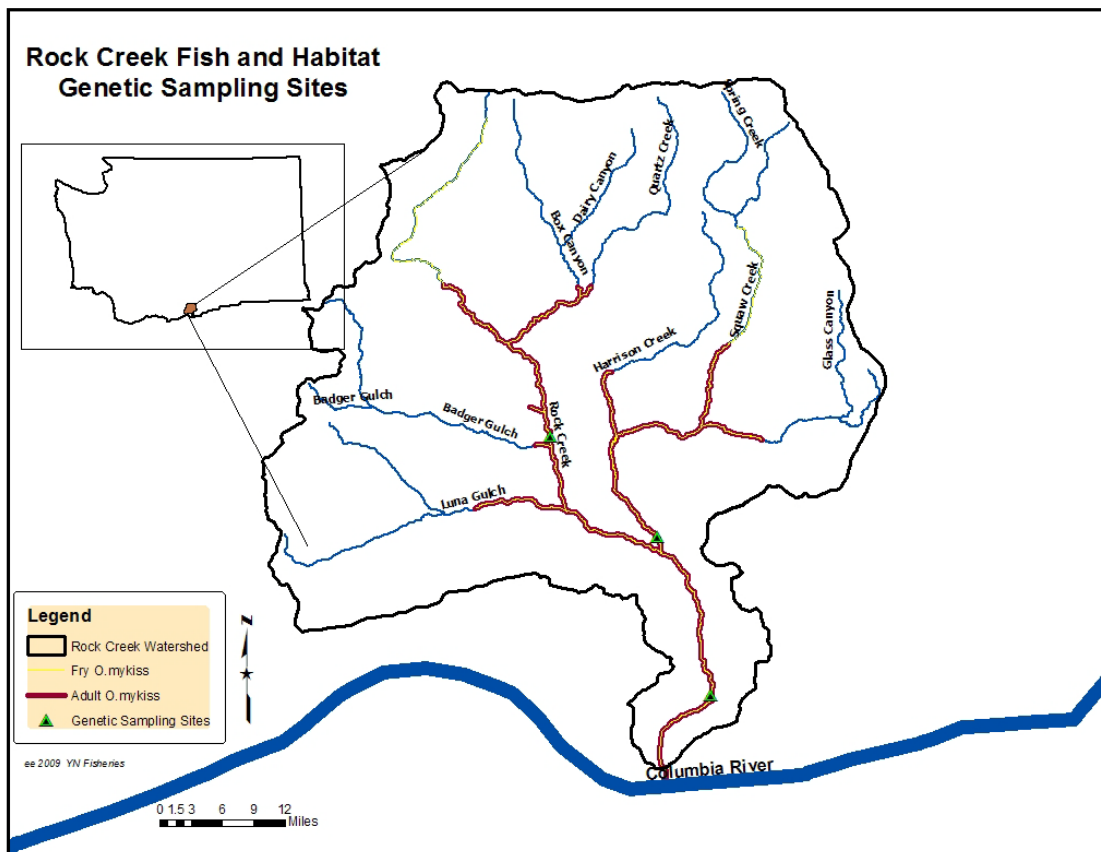 Rock Creek Fish and Habitat
Genetic Sampling Sites
Spring Creek
Quartz Creek
Dairy Canyon
Box Canyon
Squaw Creek
Glass Canyon
Harrison Creek
Badger Gulch
Badger Gulch
Rock Creek
Luna Gulch
Legend
Rock Creek Watershed
Fry O.mykiss
Adult O.mykiss
Genetic Sampling Sites
N
ee 2009 YN Fisheries
Columbia River
0 1.5 3 6 9 12
Miles